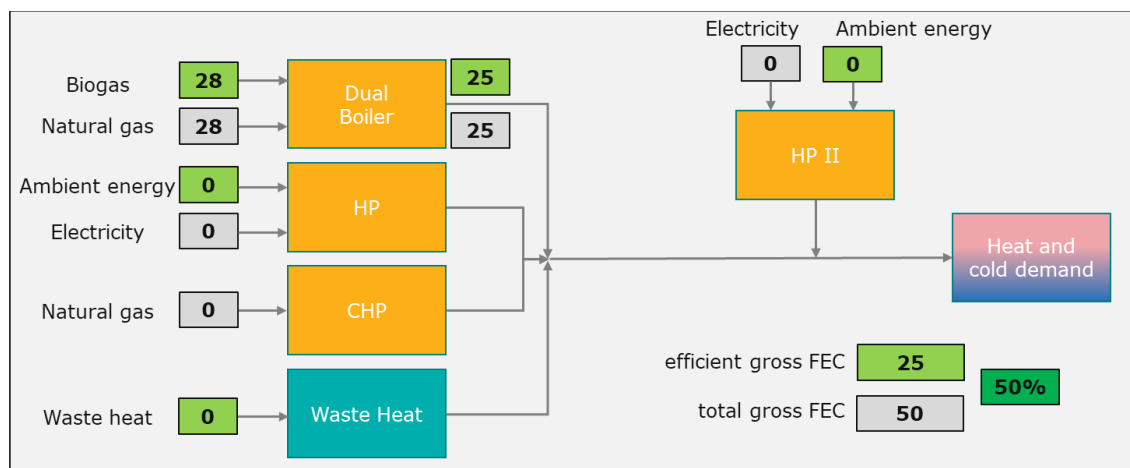 Electricity
Ambient energy
0
0
Biogas
28
Dual
Boiler
25
Natural gas
28
25
HP II
Ambient energy
0
HP
Electricity
0
Heat and
cold demand
Natural gas
0
CHP
efficient gross FEC
25
50%
total gross FEC
50
Waste heat
0
Waste Heat